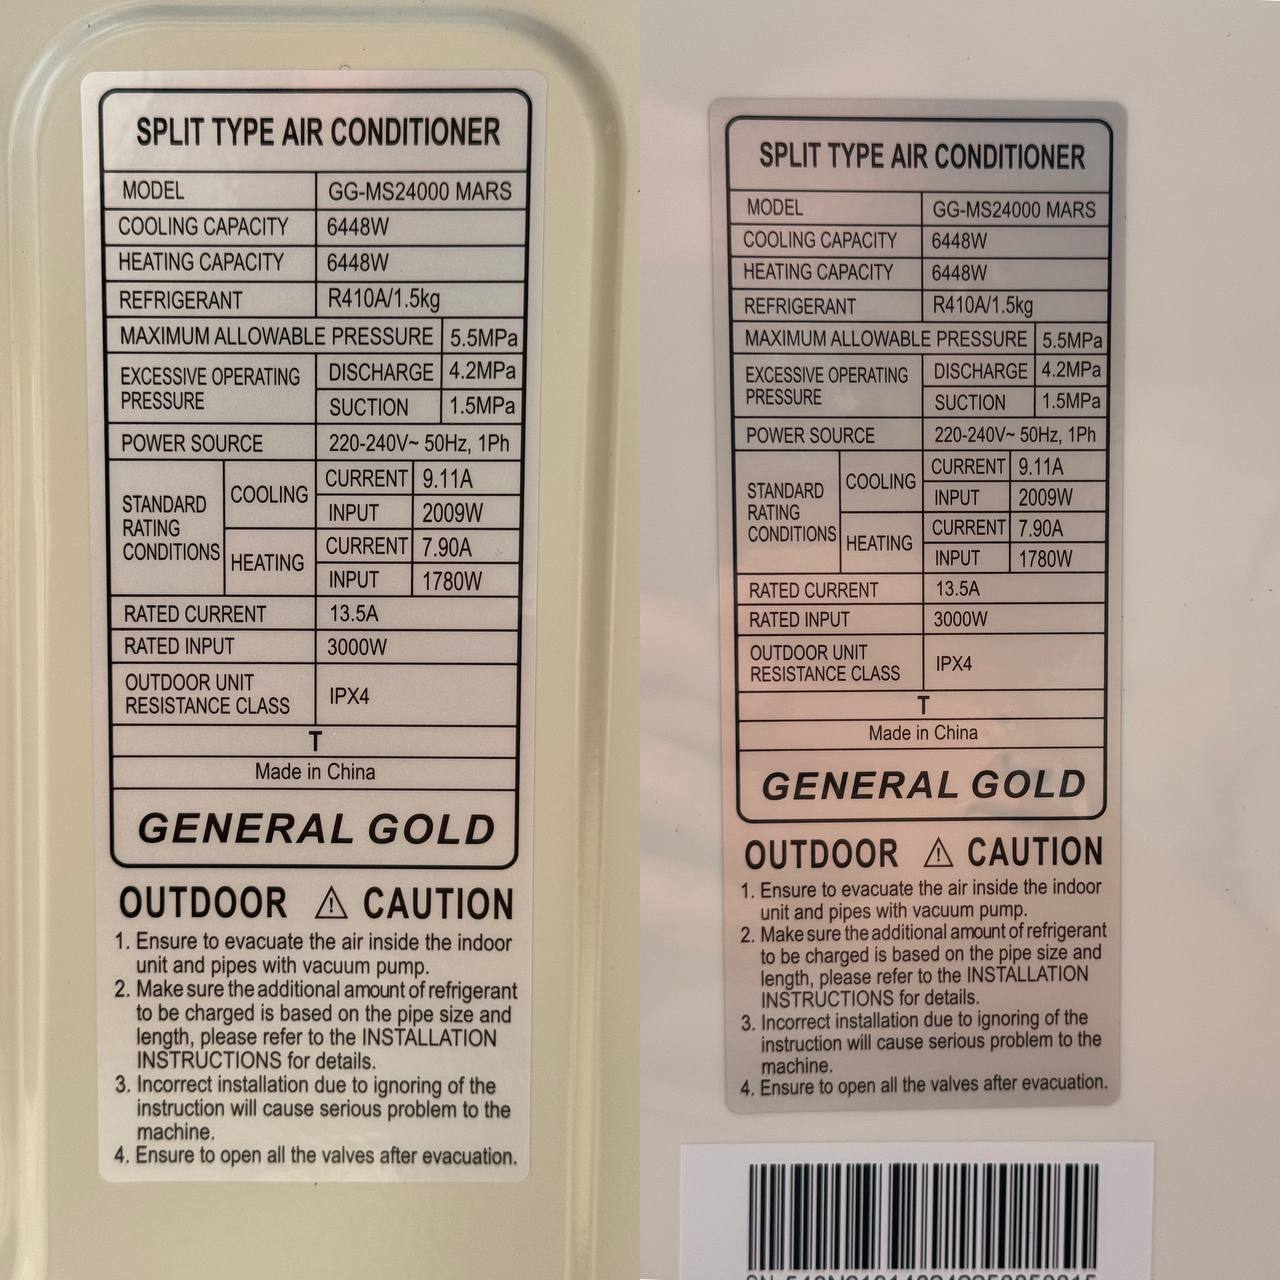 SPLIT TYPE AIR CONDITIONER
MODEL GG-MS24000 MARS
COOLING CAPACITY 6448W
HEATING CAPACITY 6448W
REFRIGERANT R410A/1.5kg
MAXIMUM ALLOWABLE PRESSURE 5.5MPa
EXCESSIVE OPERATING PRESSURE DISCHARGE 4.2MPa
SUCTION 1.5MPa
POWER SOURCE 220-240V~ 50Hz, 1Ph
STANDARD RATING CONDITIONS COOLING CURRENT 9.11A
INPUT 2009W
HEATING CURRENT 7.90A
INPUT 1780W
RATED CURRENT 13.5A
RATED INPUT 3000W
OUTDOOR UNIT RESISTANCE CLASS IPX4
T
Made in China
GENERAL GOLD
OUTDOOR ⚠ CAUTION
1. Ensure to evacuate the air inside the indoor
unit and pipes with vacuum pump.
2. Make sure the additional amount of refrigerant
to be charged is based on the pipe size and
length, please refer to the INSTALLATION
INSTRUCTIONS for details.
3. Incorrect installation due to ignoring of the
instruction will cause serious problem to the
machine.
4. Ensure to open all the valves after evacuation.
SPLIT TYPE AIR CONDITIONER
MODEL GG-MS24000 MARS
COOLING CAPACITY 6448W
HEATING CAPACITY 6448W
REFRIGERANT R410A/1.5kg
MAXIMUM ALLOWABLE PRESSURE 5.5MPa
EXCESSIVE OPERATING PRESSURE DISCHARGE 4.2MPa
SUCTION 1.5MPa
POWER SOURCE 220-240V~ 50Hz, 1Ph
STANDARD RATING CONDITIONS COOLING CURRENT 9.11A
INPUT 2009W
HEATING CURRENT 7.90A
INPUT 1780W
RATED CURRENT 13.5A
RATED INPUT 3000W
OUTDOOR UNIT RESISTANCE CLASS IPX4
T
Made in China
GENERAL GOLD
OUTDOOR ⚠ CAUTION
1. Ensure to evacuate the air inside the indoor
unit and pipes with vacuum pump.
2. Make sure the additional amount of refrigerant
to be charged is based on the pipe size and
length, please refer to the INSTALLATION
INSTRUCTIONS for details.
3. Incorrect installation due to ignoring of the
instruction will cause serious problem to the
machine.
4. Ensure to open all the valves after evacuation.